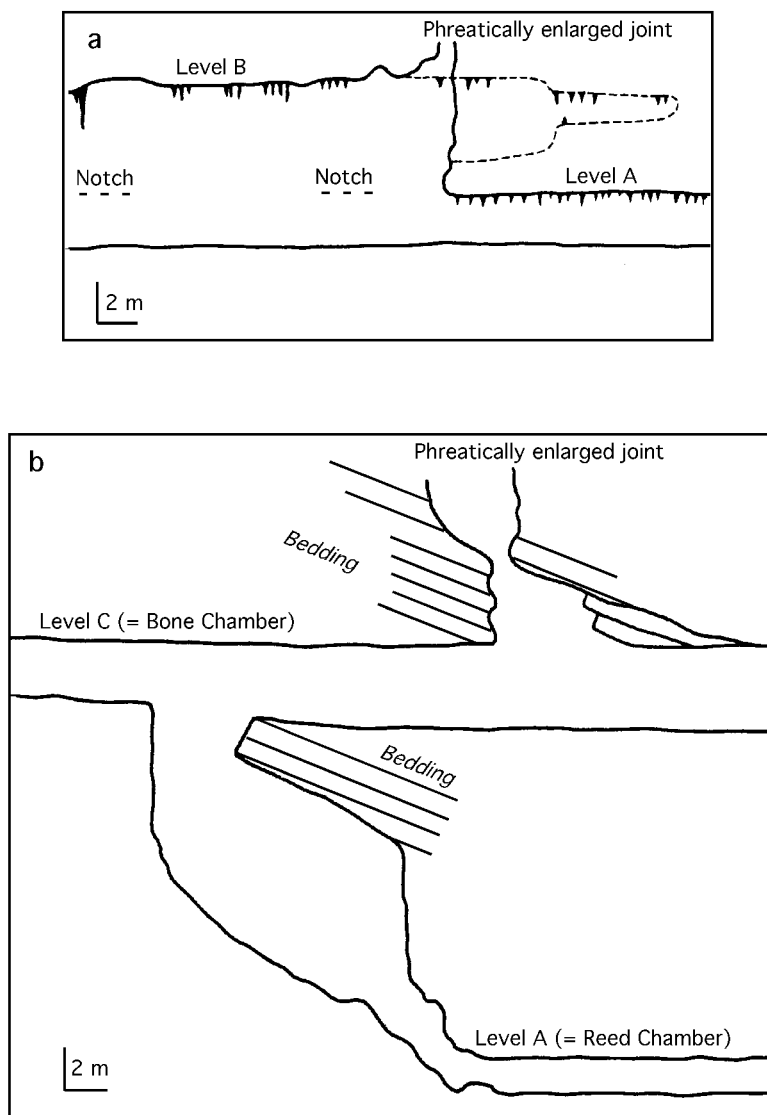 a
Phreatically enlarged joint
Level B
Notch
Notch
Level A
2 m
b
Phreatically enlarged joint
Bedding
Level C (= Bone Chamber)
Bedding
Level A (= Reed Chamber)
2 m